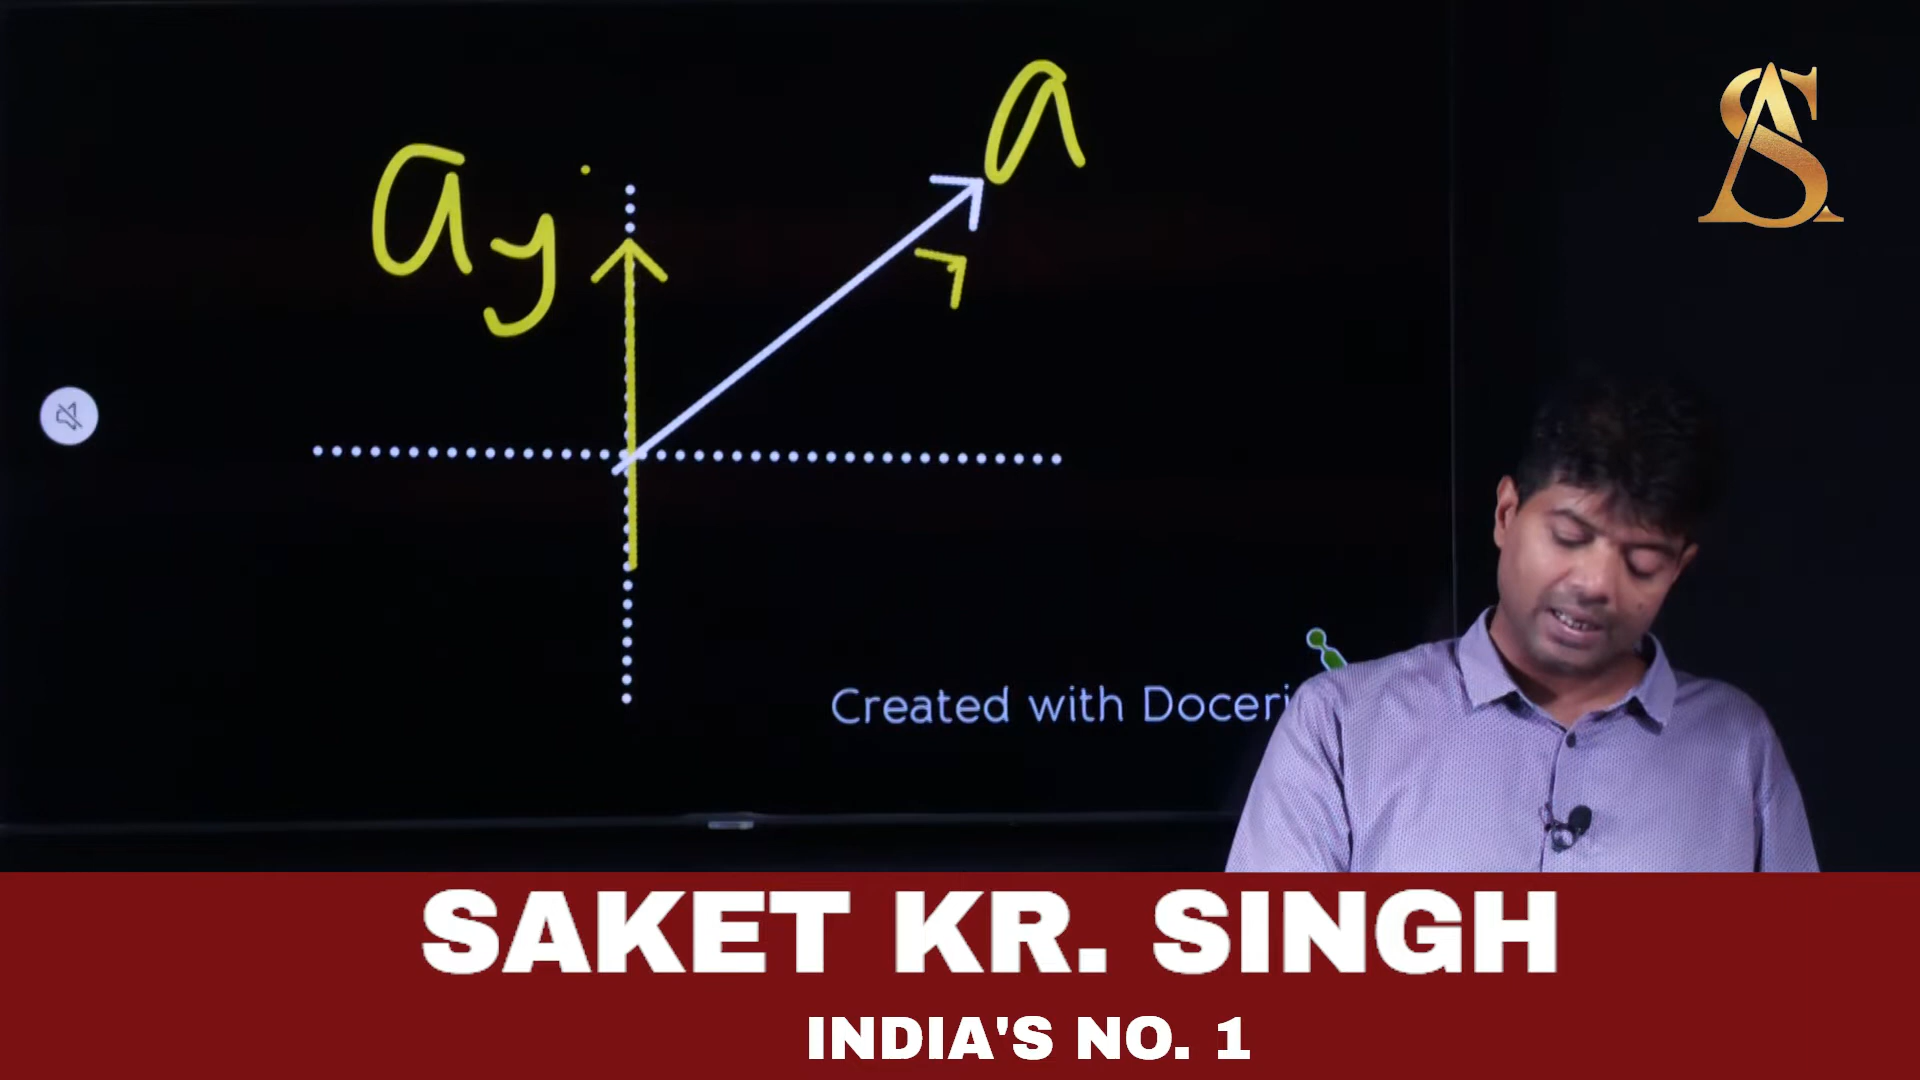 a
ay
Created with Doceri
SAKET KR. SINGH
INDIA'S NO. 1